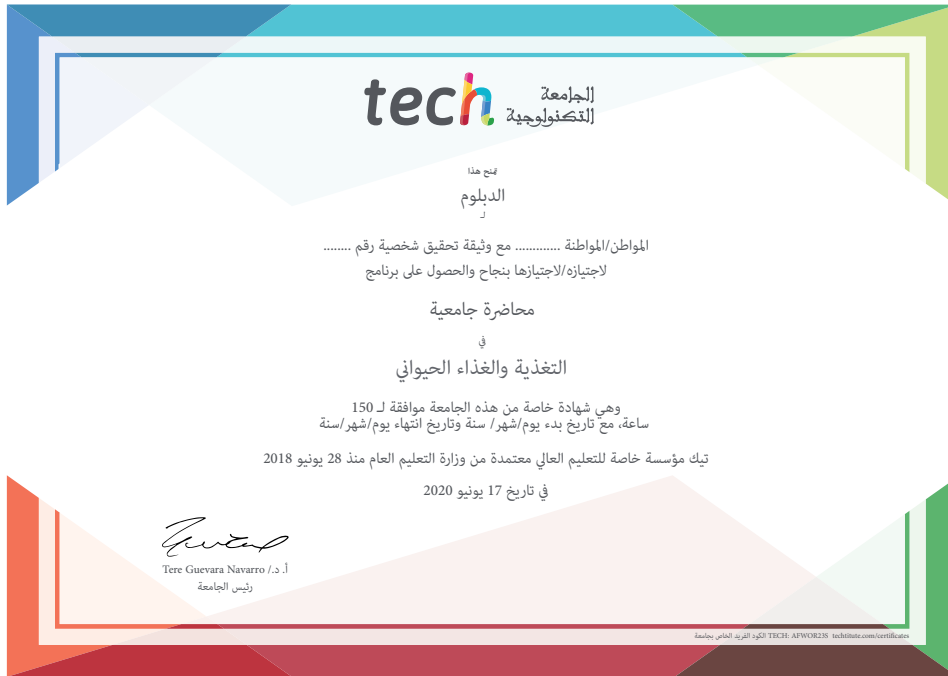 tech الجامعة
التكنولوجية
يمنح هذا
الدبلوم
لـ
المواطن/المواطنة ............ مع وثيقة تحقيق شخصية رقم ........
لاجتيازه/لاجتيازها بنجاح والحصول على برنامج
محاضرة جامعية
في
التغذية والغذاء الحيواني
وهي شهادة خاصة من هذه الجامعة موافقة لـ 150
ساعة، مع تاريخ بدء يوم/شهر/ سنة وتاريخ انتهاء يوم/شهر/سنة
تيك مؤسسة خاصة للتعليم العالي معتمدة من وزارة التعليم العام منذ 28 يونيو 2018
في تاريخ 17 يونيو 2020
أ. د./ Tere Guevara Navarro
رئيس الجامعة
الكود الفريد الخاص بجامعة TECH: AFWOR23S techtitute.com/certificates